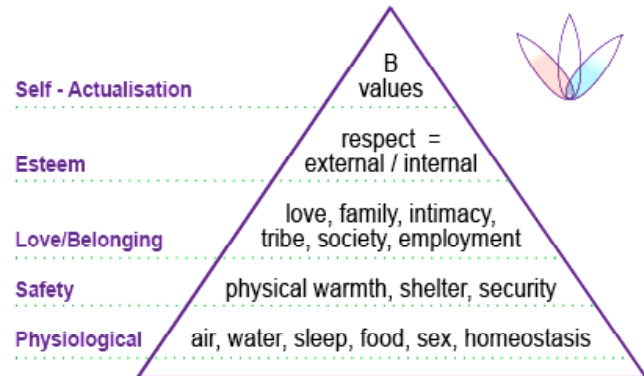 B
values
Self - Actualisation
respect =
external / internal
Esteem
love, family, intimacy,
tribe, society, employment
Love/Belonging
Safety
physical warmth, shelter, security
Physiological
air, water, sleep, food, sex, homeostasis